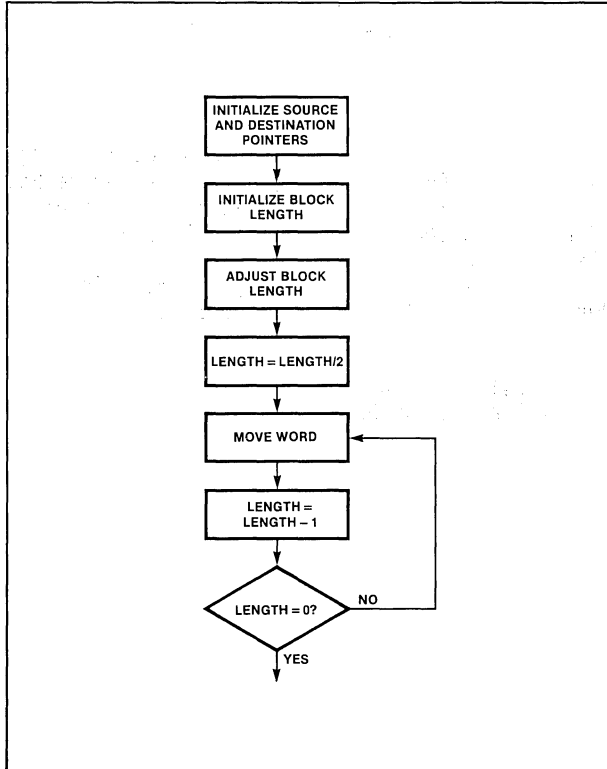 INITIALIZE SOURCE
AND DESTINATION
POINTERS
INITIALIZE BLOCK
LENGTH
ADJUST BLOCK
LENGTH
LENGTH = LENGTH/2
MOVE WORD
LENGTH =
LENGTH – 1
LENGTH = 0?
NO
YES